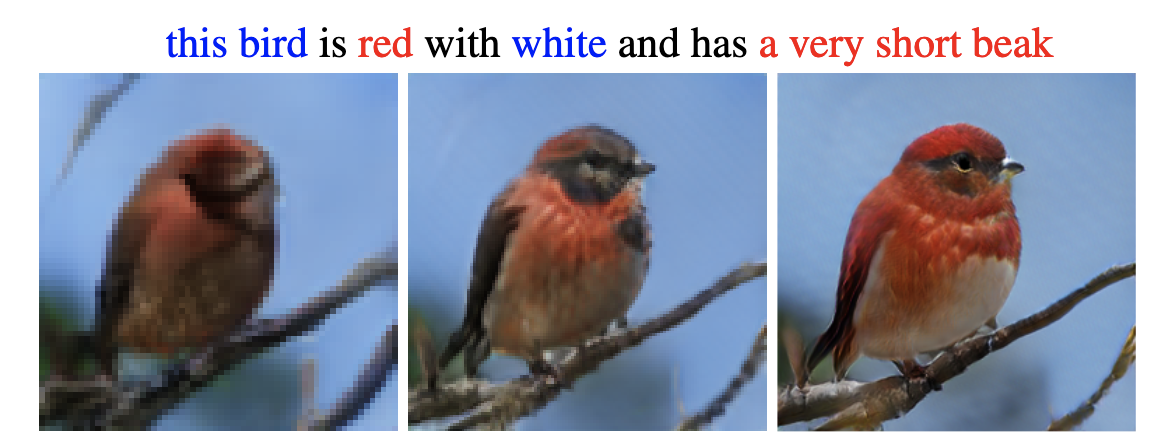 this bird is red with white and has a very short beak